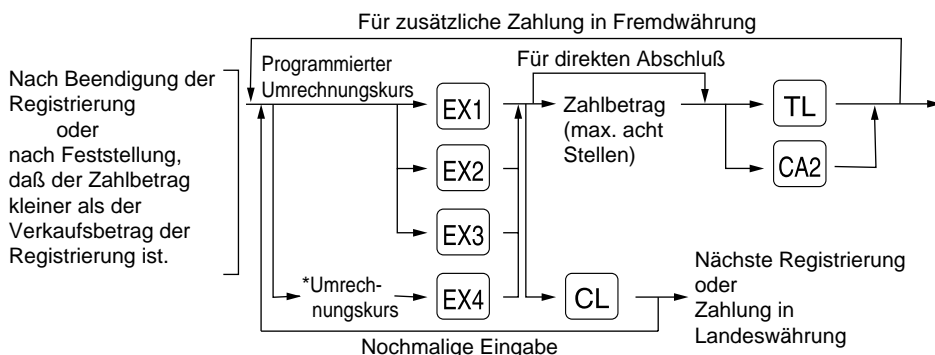 Für zusätzliche Zahlung in Fremdwährung
Nach Beendigung der
Registrierung
oder
nach Feststellung,
daß der Zahlbetrag
kleiner als der
Verkaufsbetrag der
Registrierung ist.
Programmierter
Umrechnungskurs
EX1
EX2
EX3
*Umrech-
nungskurs
EX4
Für direkten Abschluß
Zahlbetrag
(max. acht
Stellen)
TL
CA2
CL
Nächste Registrierung
oder
Zahlung in
Landeswährung
Nochmalige Eingabe